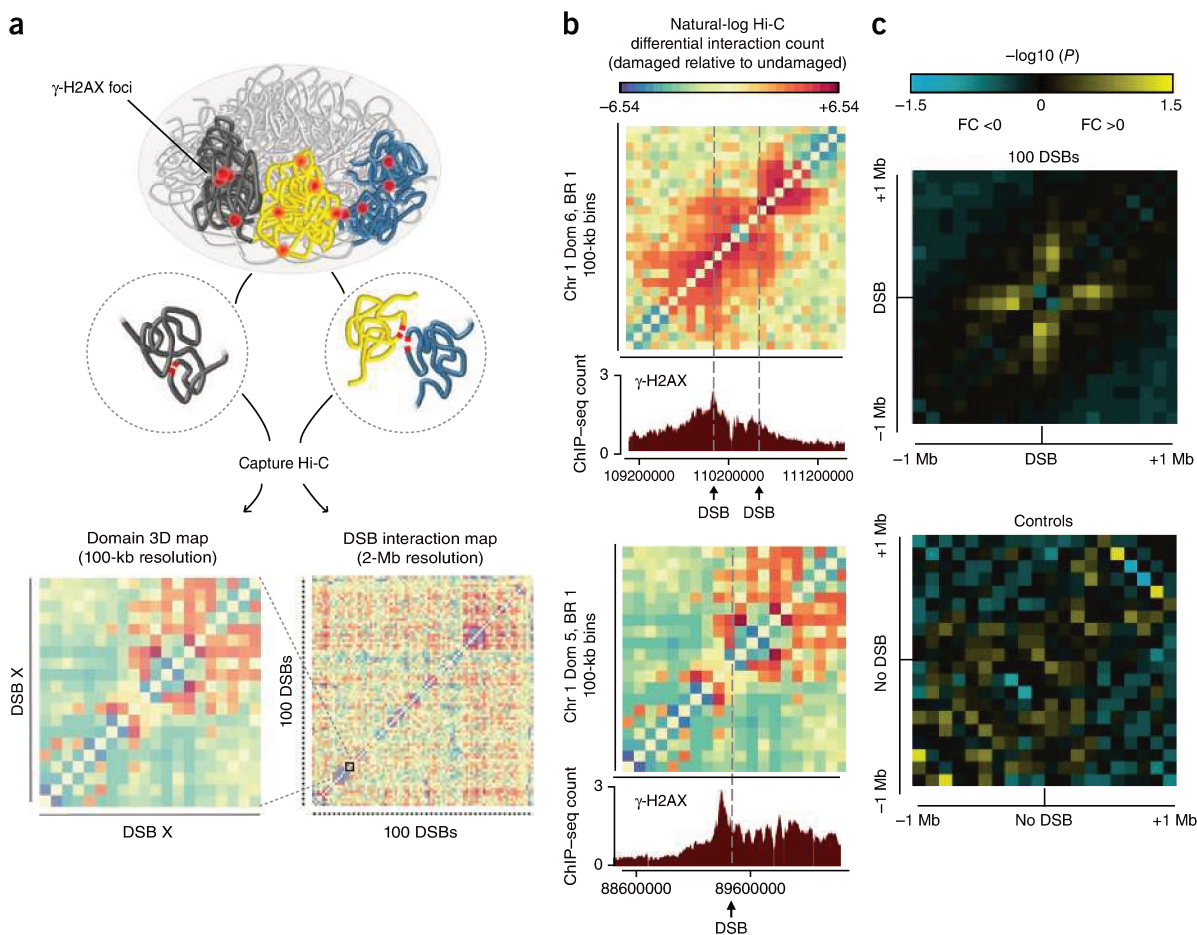 a
γ-H2AX foci
Capture Hi-C
Domain 3D map
(100-kb resolution)
DSB X
DSB X
DSB interaction map
(2-Mb resolution)
100 DSBs
100 DSBs
b
Natural-log Hi-C
differential interaction count
(damaged relative to undamaged)
−6.54
+6.54
Chr 1 Dom 6, BR 1
100-kb bins
ChIP–seq count
3
0
γ-H2AX
109200000
110200000
111200000
DSB
DSB
Chr 1 Dom 5, BR 1
100-kb bins
ChIP–seq count
3
0
γ-H2AX
88600000
89600000
DSB
c
−log10 (P)
−1.5
0
1.5
FC <0
FC >0
100 DSBs
+1 Mb
DSB
−1 Mb
−1 Mb
DSB
+1 Mb
Controls
+1 Mb
No DSB
−1 Mb
−1 Mb
No DSB
+1 Mb